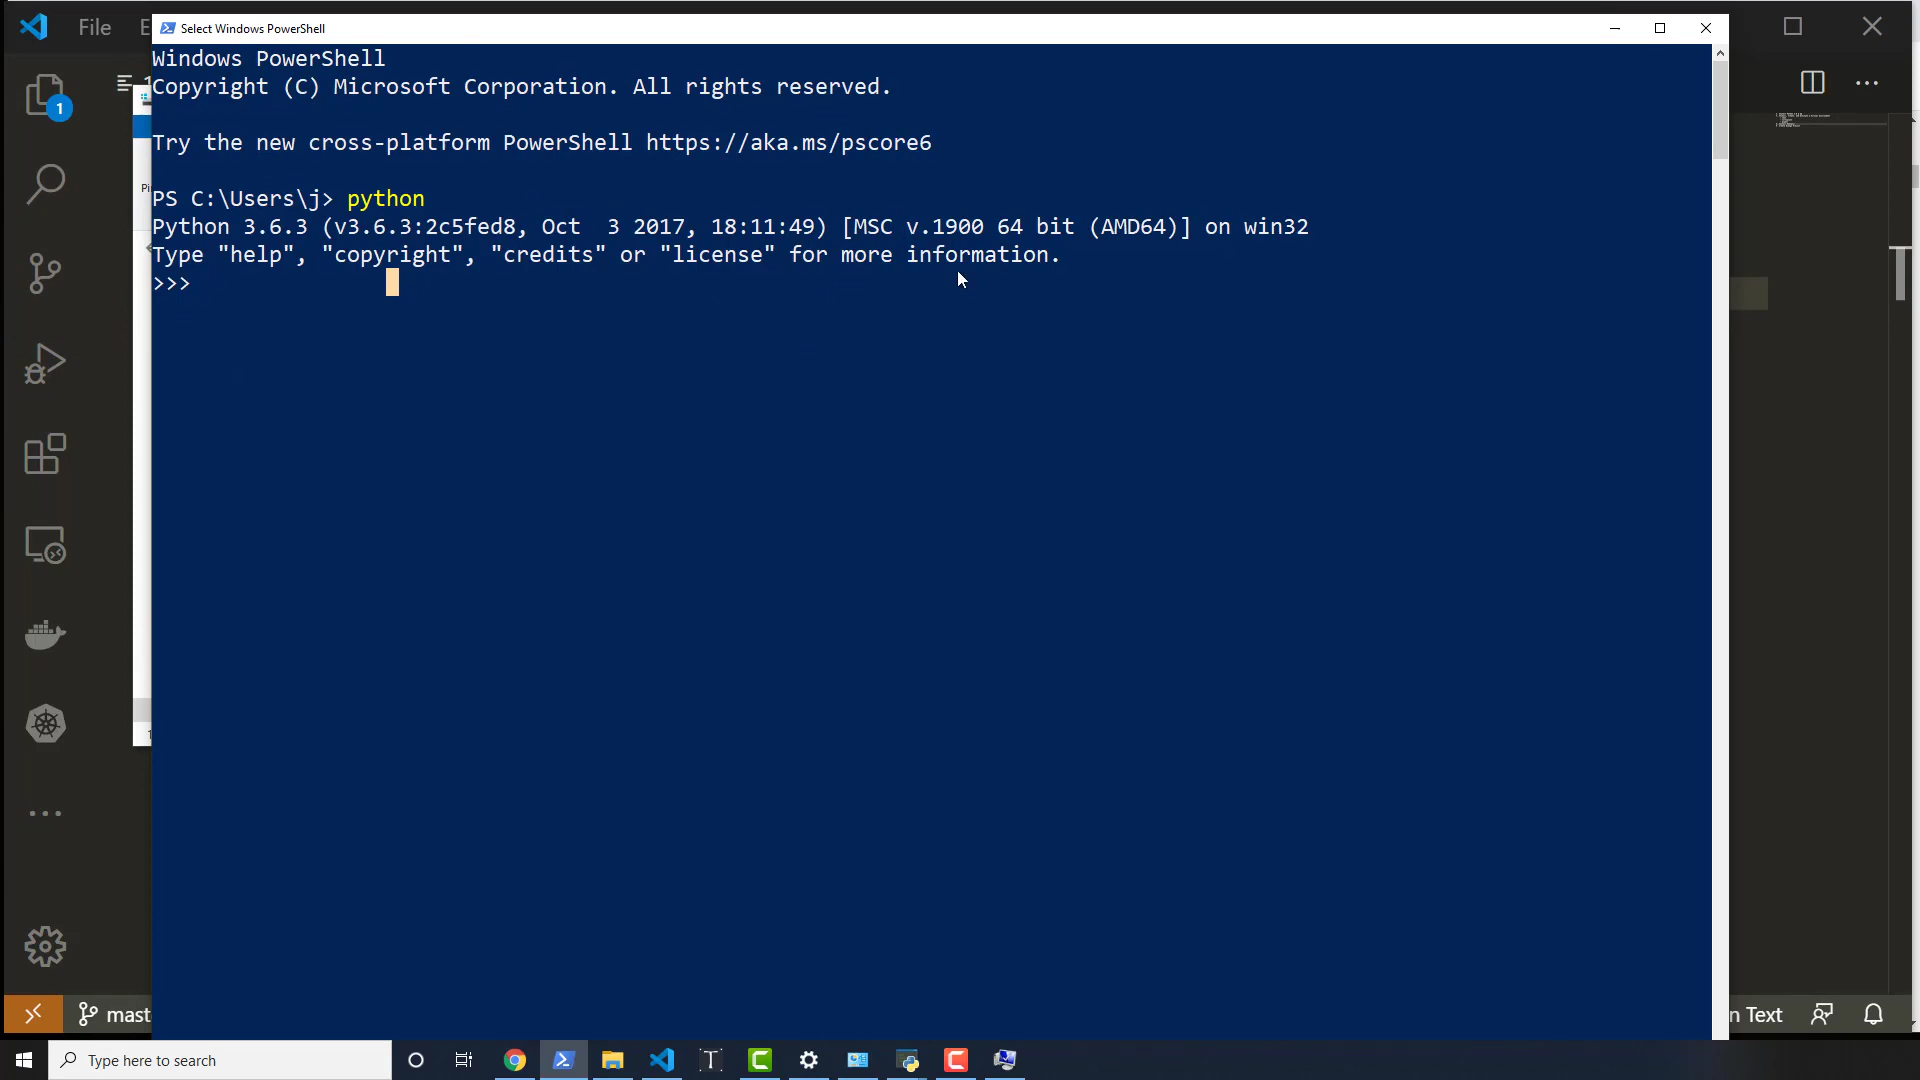 File
Select Windows PowerShell
Windows PowerShell
Copyright (C) Microsoft Corporation. All rights reserved.
Try the new cross-platform PowerShell https://aka.ms/pscore6
PS C:\Users\j> python
Python 3.6.3 (v3.6.3:2c5fed8, Oct  3 2017, 18:11:49) [MSC v.1900 64 bit (AMD64)] on win32
Type "help", "copyright", "credits" or "license" for more information.
>>>
1
mast
n Text
Type here to search